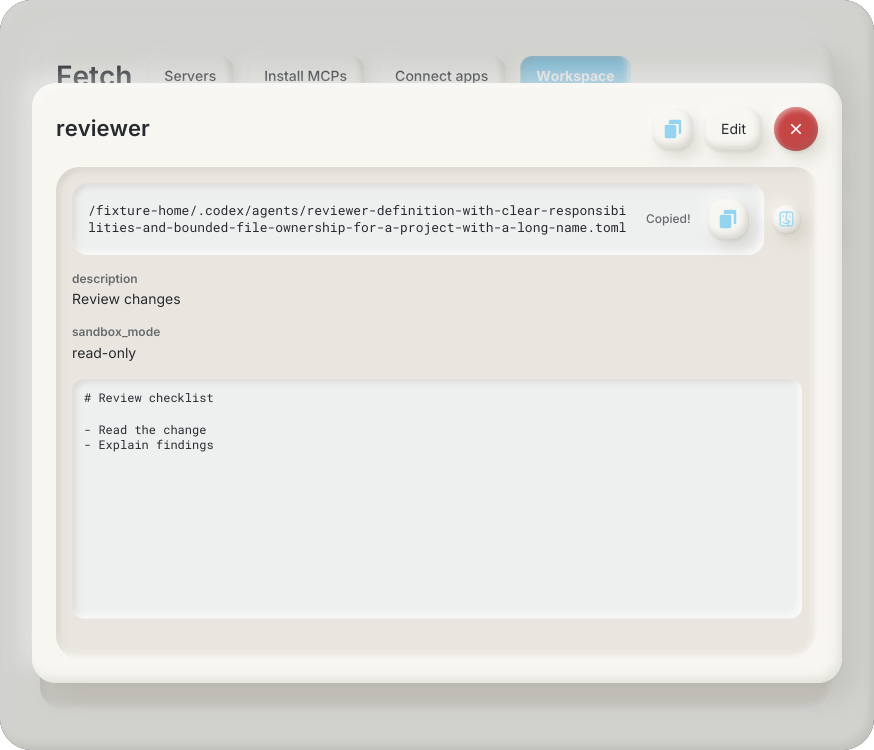 Fetch
Servers
Install MCPs
Connect apps
Workspace
reviewer
Edit
/fixture-home/.codex/agents/reviewer-definition-with-clear-responsibi
lities-and-bounded-file-ownership-for-a-project-with-a-long-name.toml
Copied!
description
Review changes
sandbox_mode
read-only
# Review checklist
- Read the change
- Explain findings